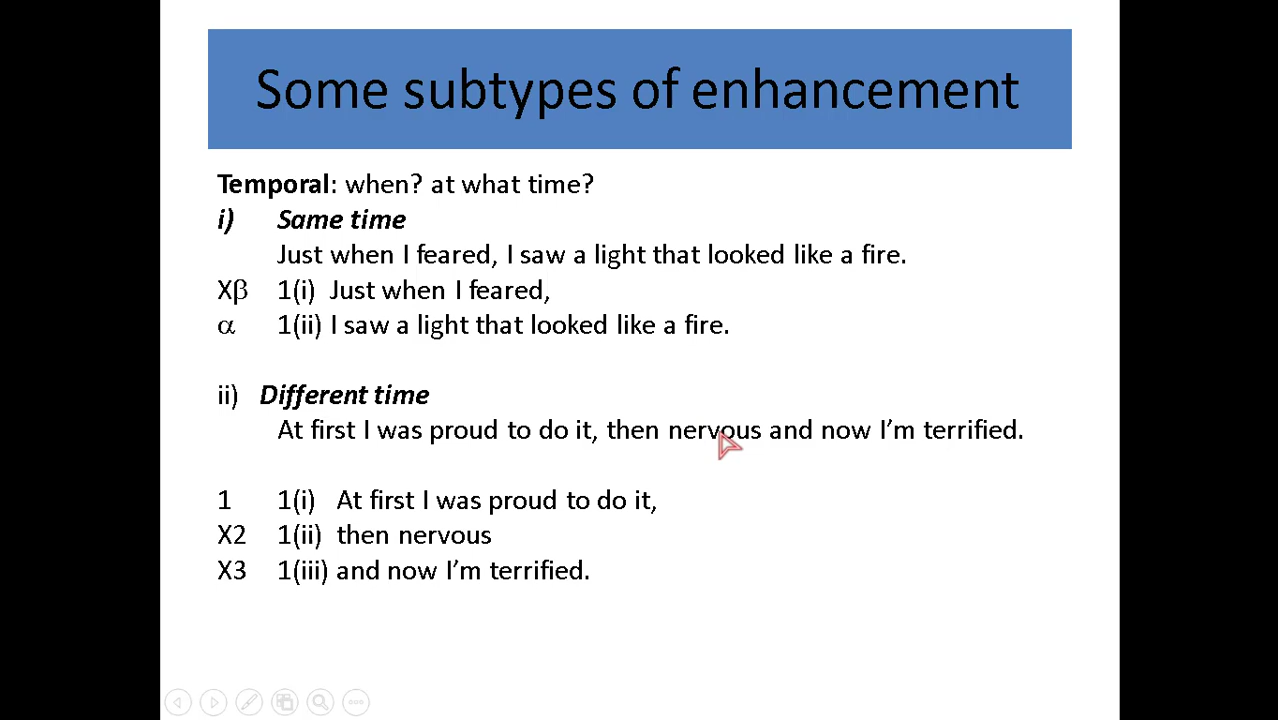 Some subtypes of enhancement
Temporal: when? at what time?
i) Same time
Just when I feared, I saw a light that looked like a fire.
Xβ 1(i) Just when I feared,
α 1(ii) I saw a light that looked like a fire.
ii) Different time
At first I was proud to do it, then nervous and now I’m terrified.
1 1(i) At first I was proud to do it,
X2 1(ii) then nervous
X3 1(iii) and now I’m terrified.